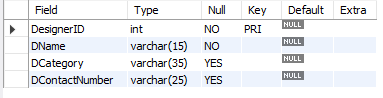 Field Type Null Key Default Extra
DesignerID int NO PRI NULL
DName varchar(15) NO NULL
DCategory varchar(35) YES NULL
DContactNumber varchar(25) YES NULL